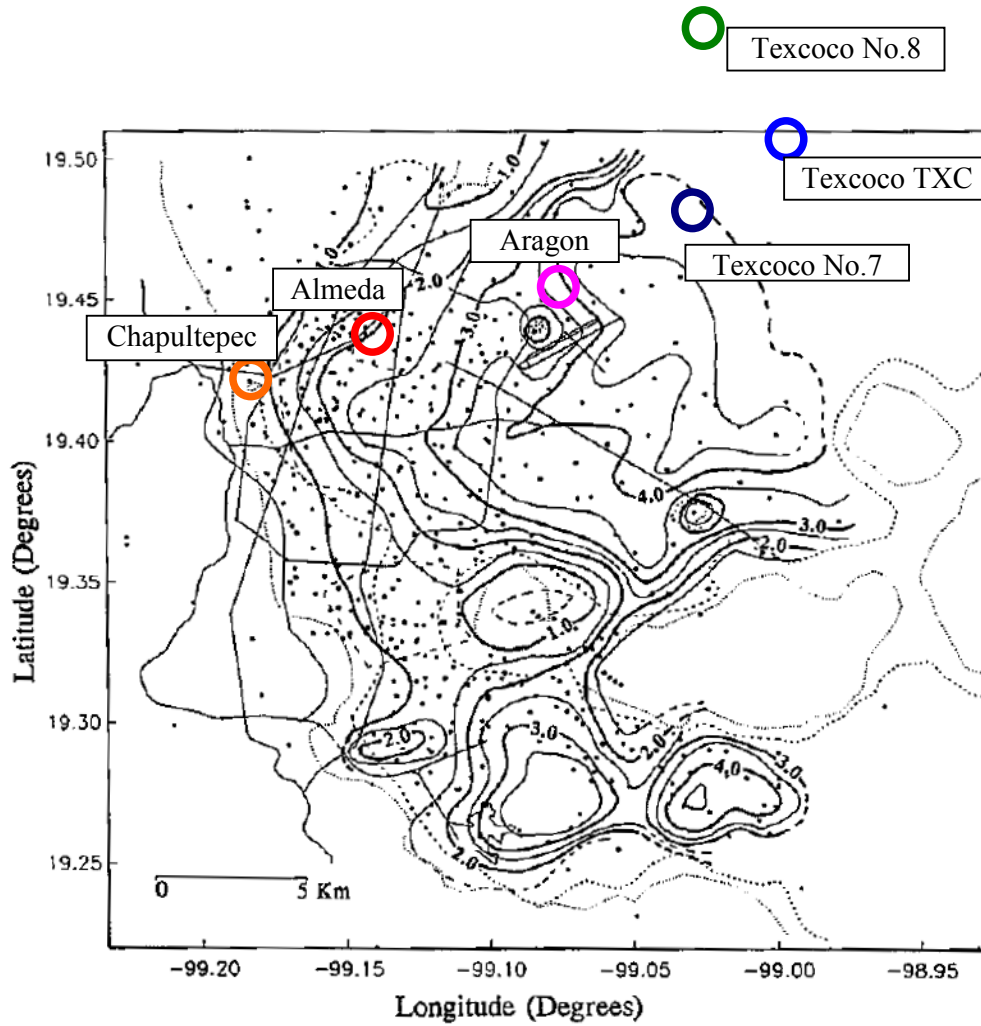 Texcoco No.8
19.50
1.0
Texcoco TXC
Aragon
Texcoco No.7
1.0
19.45
Almeda
2.0
3.0
Chapultepec
19.40
4.0
3.0
2.0
19.35
1.0
Latitude (Degrees)
19.30
2.0
3.0
2.0
3.0
4.0
19.25
2.0
0 5 Km
-99.20 -99.15 -99.10 -99.05 -99.00 -98.95
Longitude (Degrees)